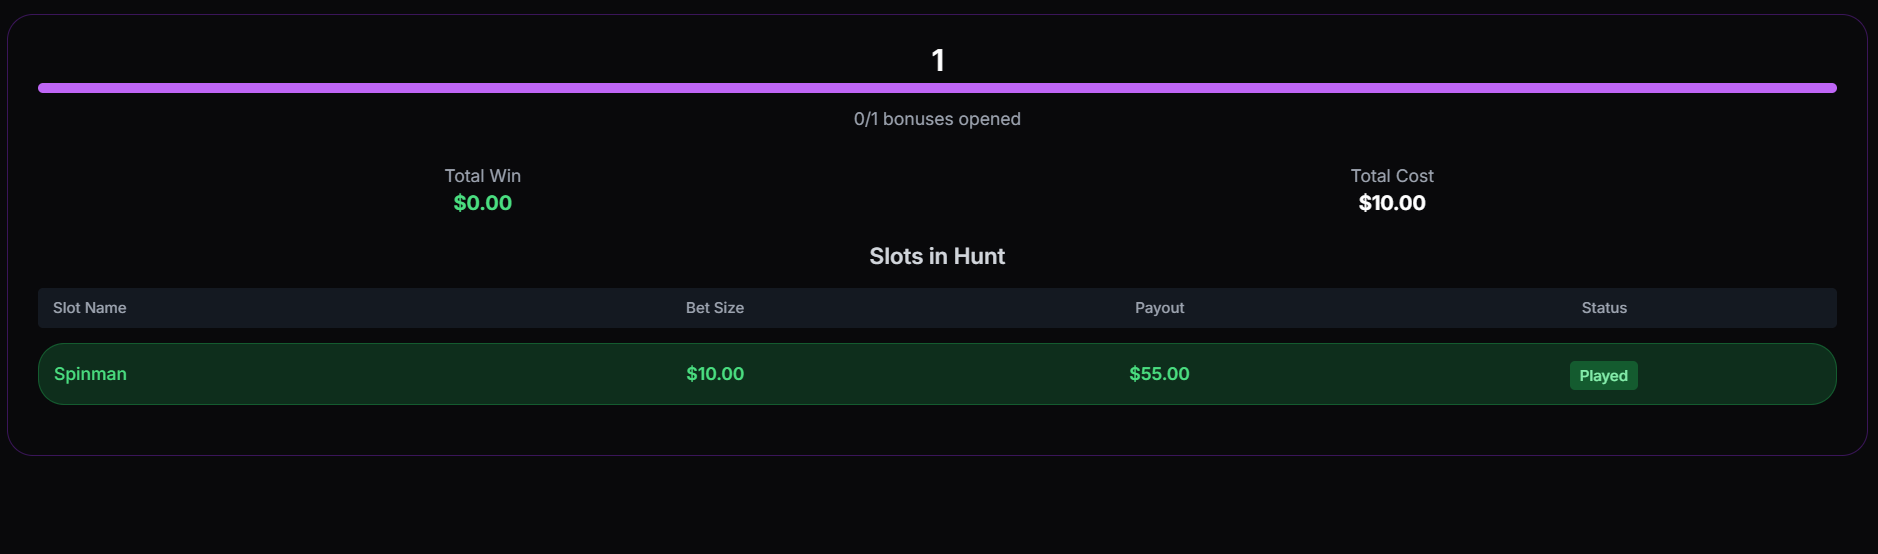 1
0/1 bonuses opened
Total Win Total Cost
$0.00 $10.00
Slots in Hunt
Slot Name Bet Size Payout Status
Spinman $10.00 $55.00 Played